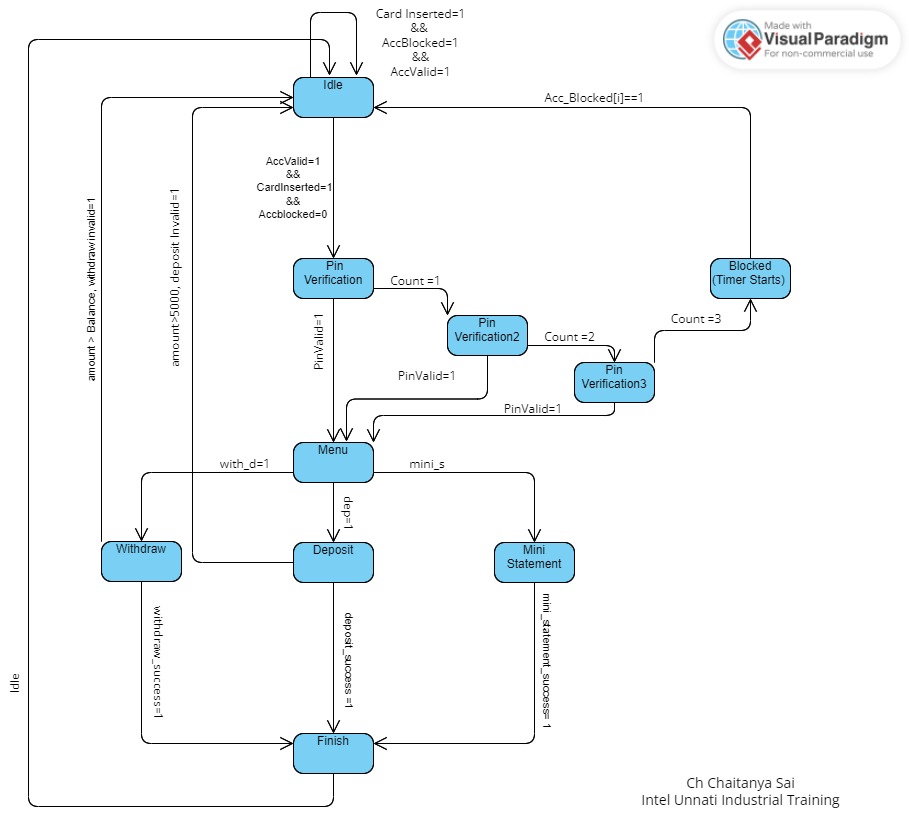 Card Inserted=1
&&
AccBlocked=1
&&
AccValid=1
Made with
Visual Paradigm
For non-commercial use
Idle
Acc_Blocked[i]==1
AccValid=1
&&
CardInserted=1
&&
Accblocked=0
amount > Balance, withdrawinvalid=1
amount>5000, deposit Invalid=1
Pin
Verification
Count =1
Blocked
(Timer Starts)
Pin
Verification2
Count =2
Count =3
PinValid=1
Pin
Verification3
PinValid=1
PinValid=1
Menu
with_d=1
mini_s
dep=1
Withdraw
Deposit
Mini
Statement
withdraw_success=1
deposit_success =1
mini_statement_success= 1
Idle
Finish
Ch Chaitanya Sai
Intel Unnati Industrial Training